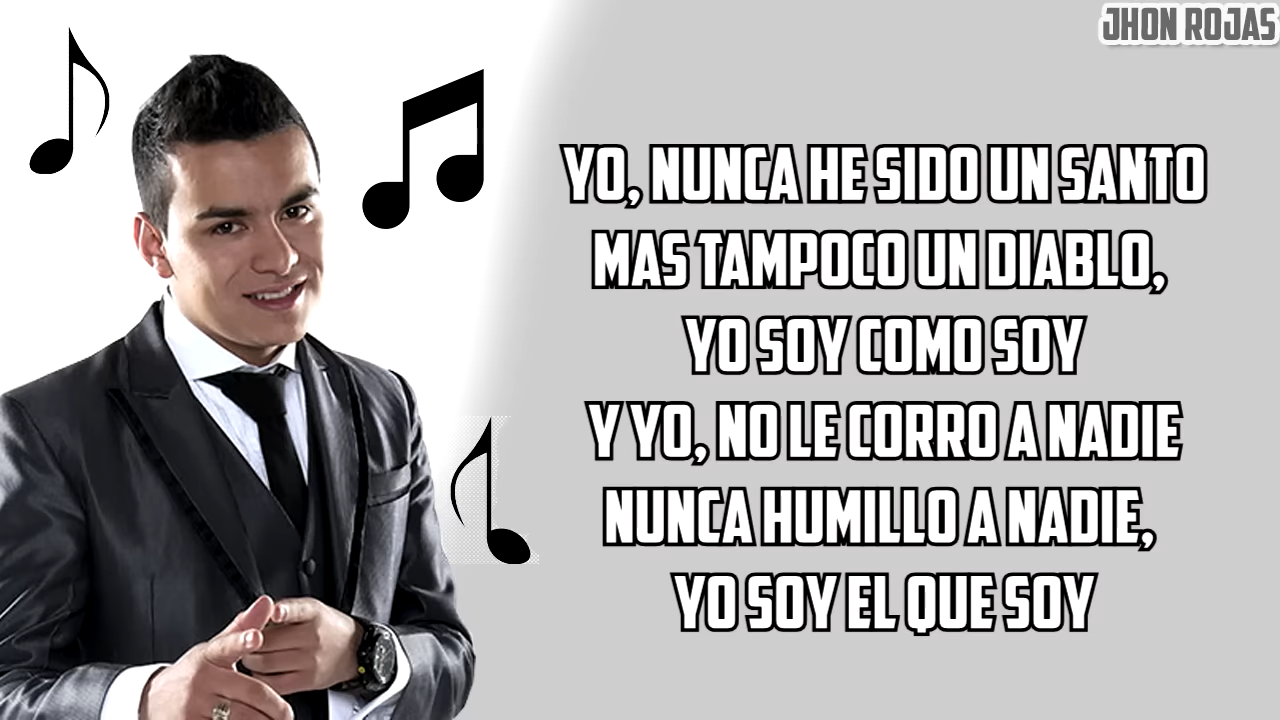 JHON ROJAS
YO, NUNCA HE SIDO UN SANTO
MAS TAMPOCO UN DIABLO,
YO SOY COMO SOY
Y YO, NO LE CORRO A NADIE
NUNCA HUMILLO A NADIE,
YO SOY EL QUE SOY